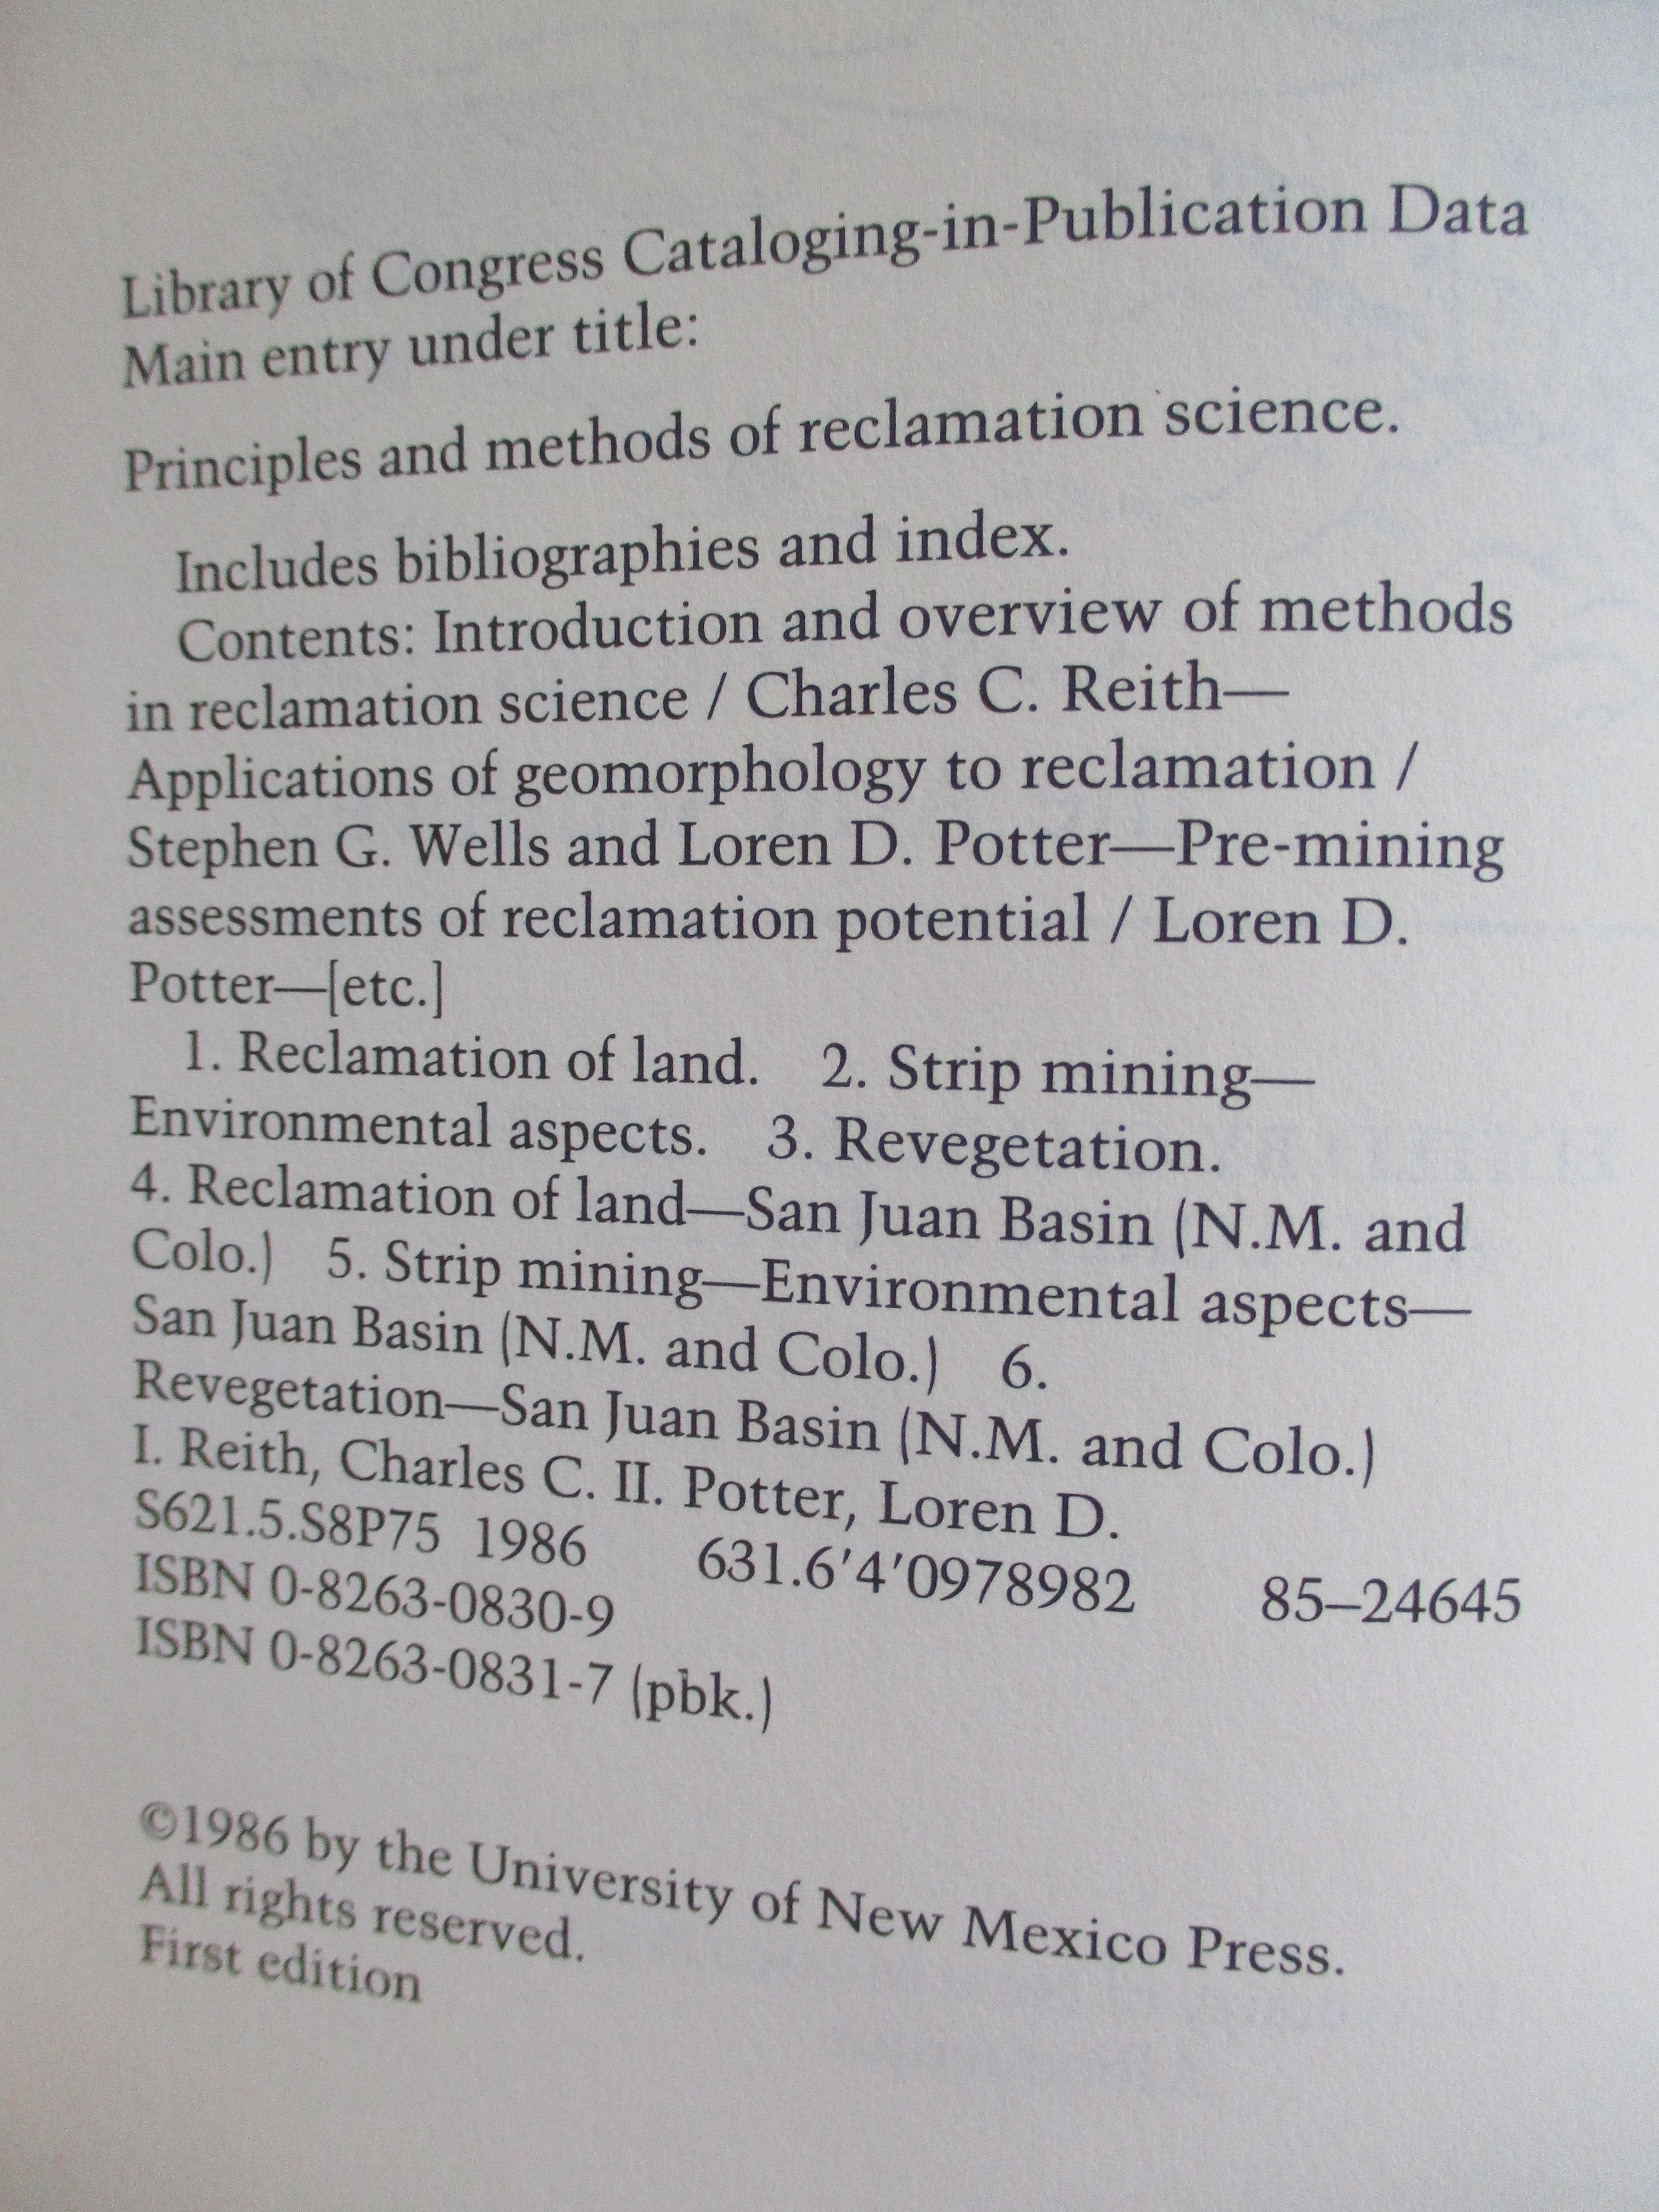 Library of Congress Cataloging-in-Publication Data
Main entry under title:
Principles and methods of reclamation science.
Includes bibliographies and index.
Contents: Introduction and overview of methods
in reclamation science / Charles C. Reith—
Applications of geomorphology to reclamation /
Stephen G. Wells and Loren D. Potter—Pre-mining
assessments of reclamation potential / Loren D.
Potter—[etc.]
1. Reclamation of land. 2. Strip mining—
Environmental aspects. 3. Revegetation.
4. Reclamation of land—San Juan Basin (N.M. and
Colo.) 5. Strip mining—Environmental aspects—
San Juan Basin (N.M. and Colo.) 6.
Revegetation—San Juan Basin (N.M. and Colo.)
I. Reith, Charles C. II. Potter, Loren D.
S621.5.S8P75 1986 631.6'4'0978982 85–24645
ISBN 0-8263-0830-9
ISBN 0-8263-0831-7 (pbk.)
©1986 by the University of New Mexico Press.
All rights reserved.
First edition